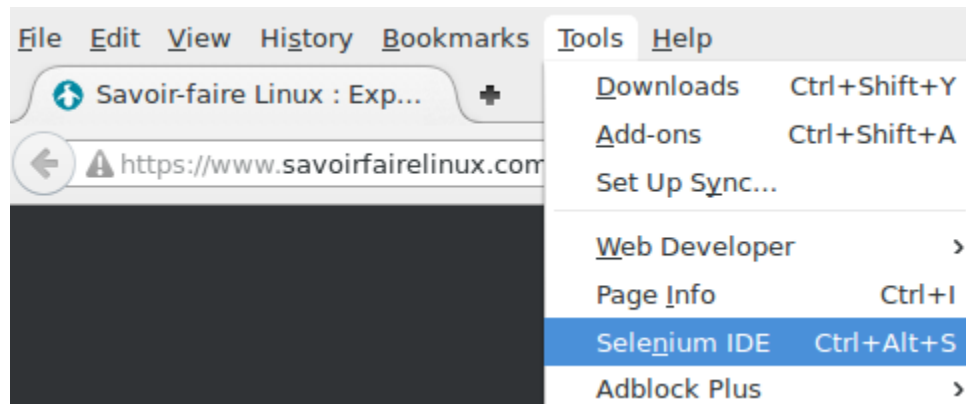 File Edit View History Bookmarks Tools Help
Savoir-faire Linux : Exp...
https://www.savoirfairelinux.com
Downloads Ctrl+Shift+Y
Add-ons Ctrl+Shift+A
Set Up Sync...
Web Developer
Page Info Ctrl+I
Selenium IDE Ctrl+Alt+S
Adblock Plus